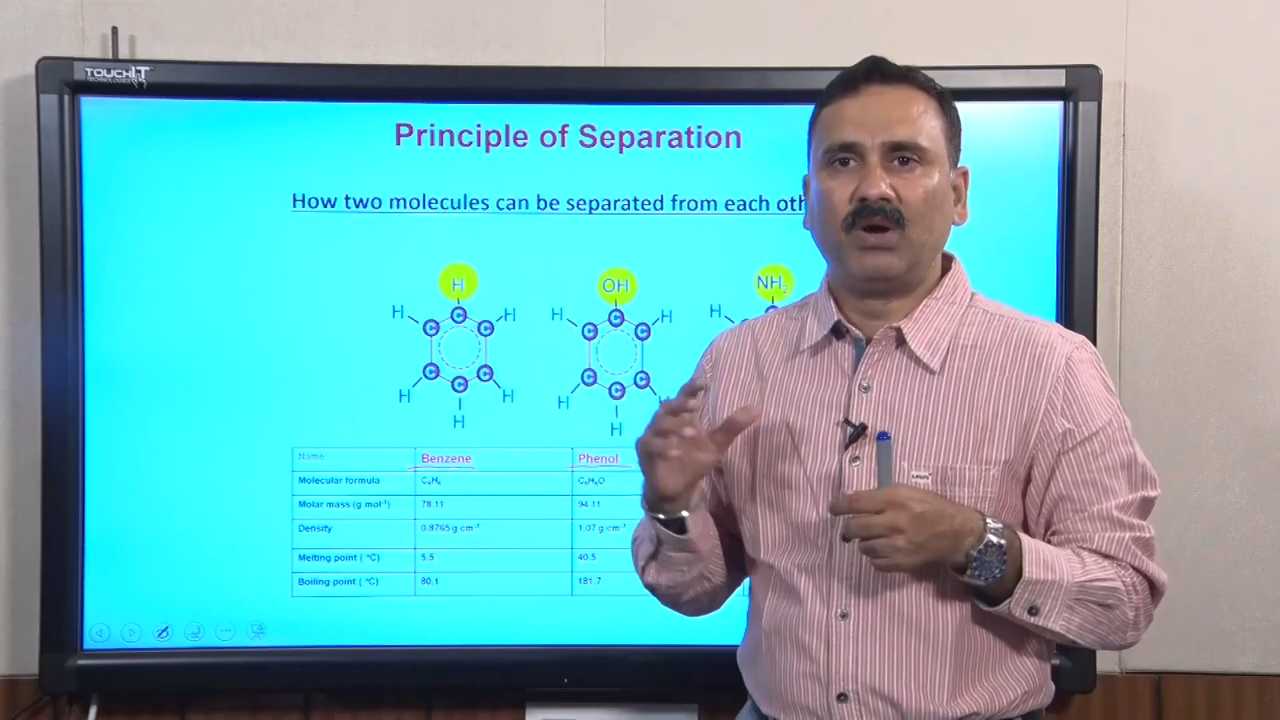 TOUCHIT
TECHNOLOGIES
Principle of Separation
How two molecules can be separated from each oth
H
OH
NH₂
H
H
H
H
H
C
C
C
C
C
C
C
C
C
C
C
C
H
H
H
H
H
H
Name
Benzene
Phenol
Molecular formula
C₆H₆
C₆H₆O
Molar mass (g mol⁻¹)
78.11
94.11
Density
0.8765 g cm⁻³
1.07 g cm⁻³
Melting point ( °C)
5.5
40.5
Boiling point ( °C)
80.1
181.7